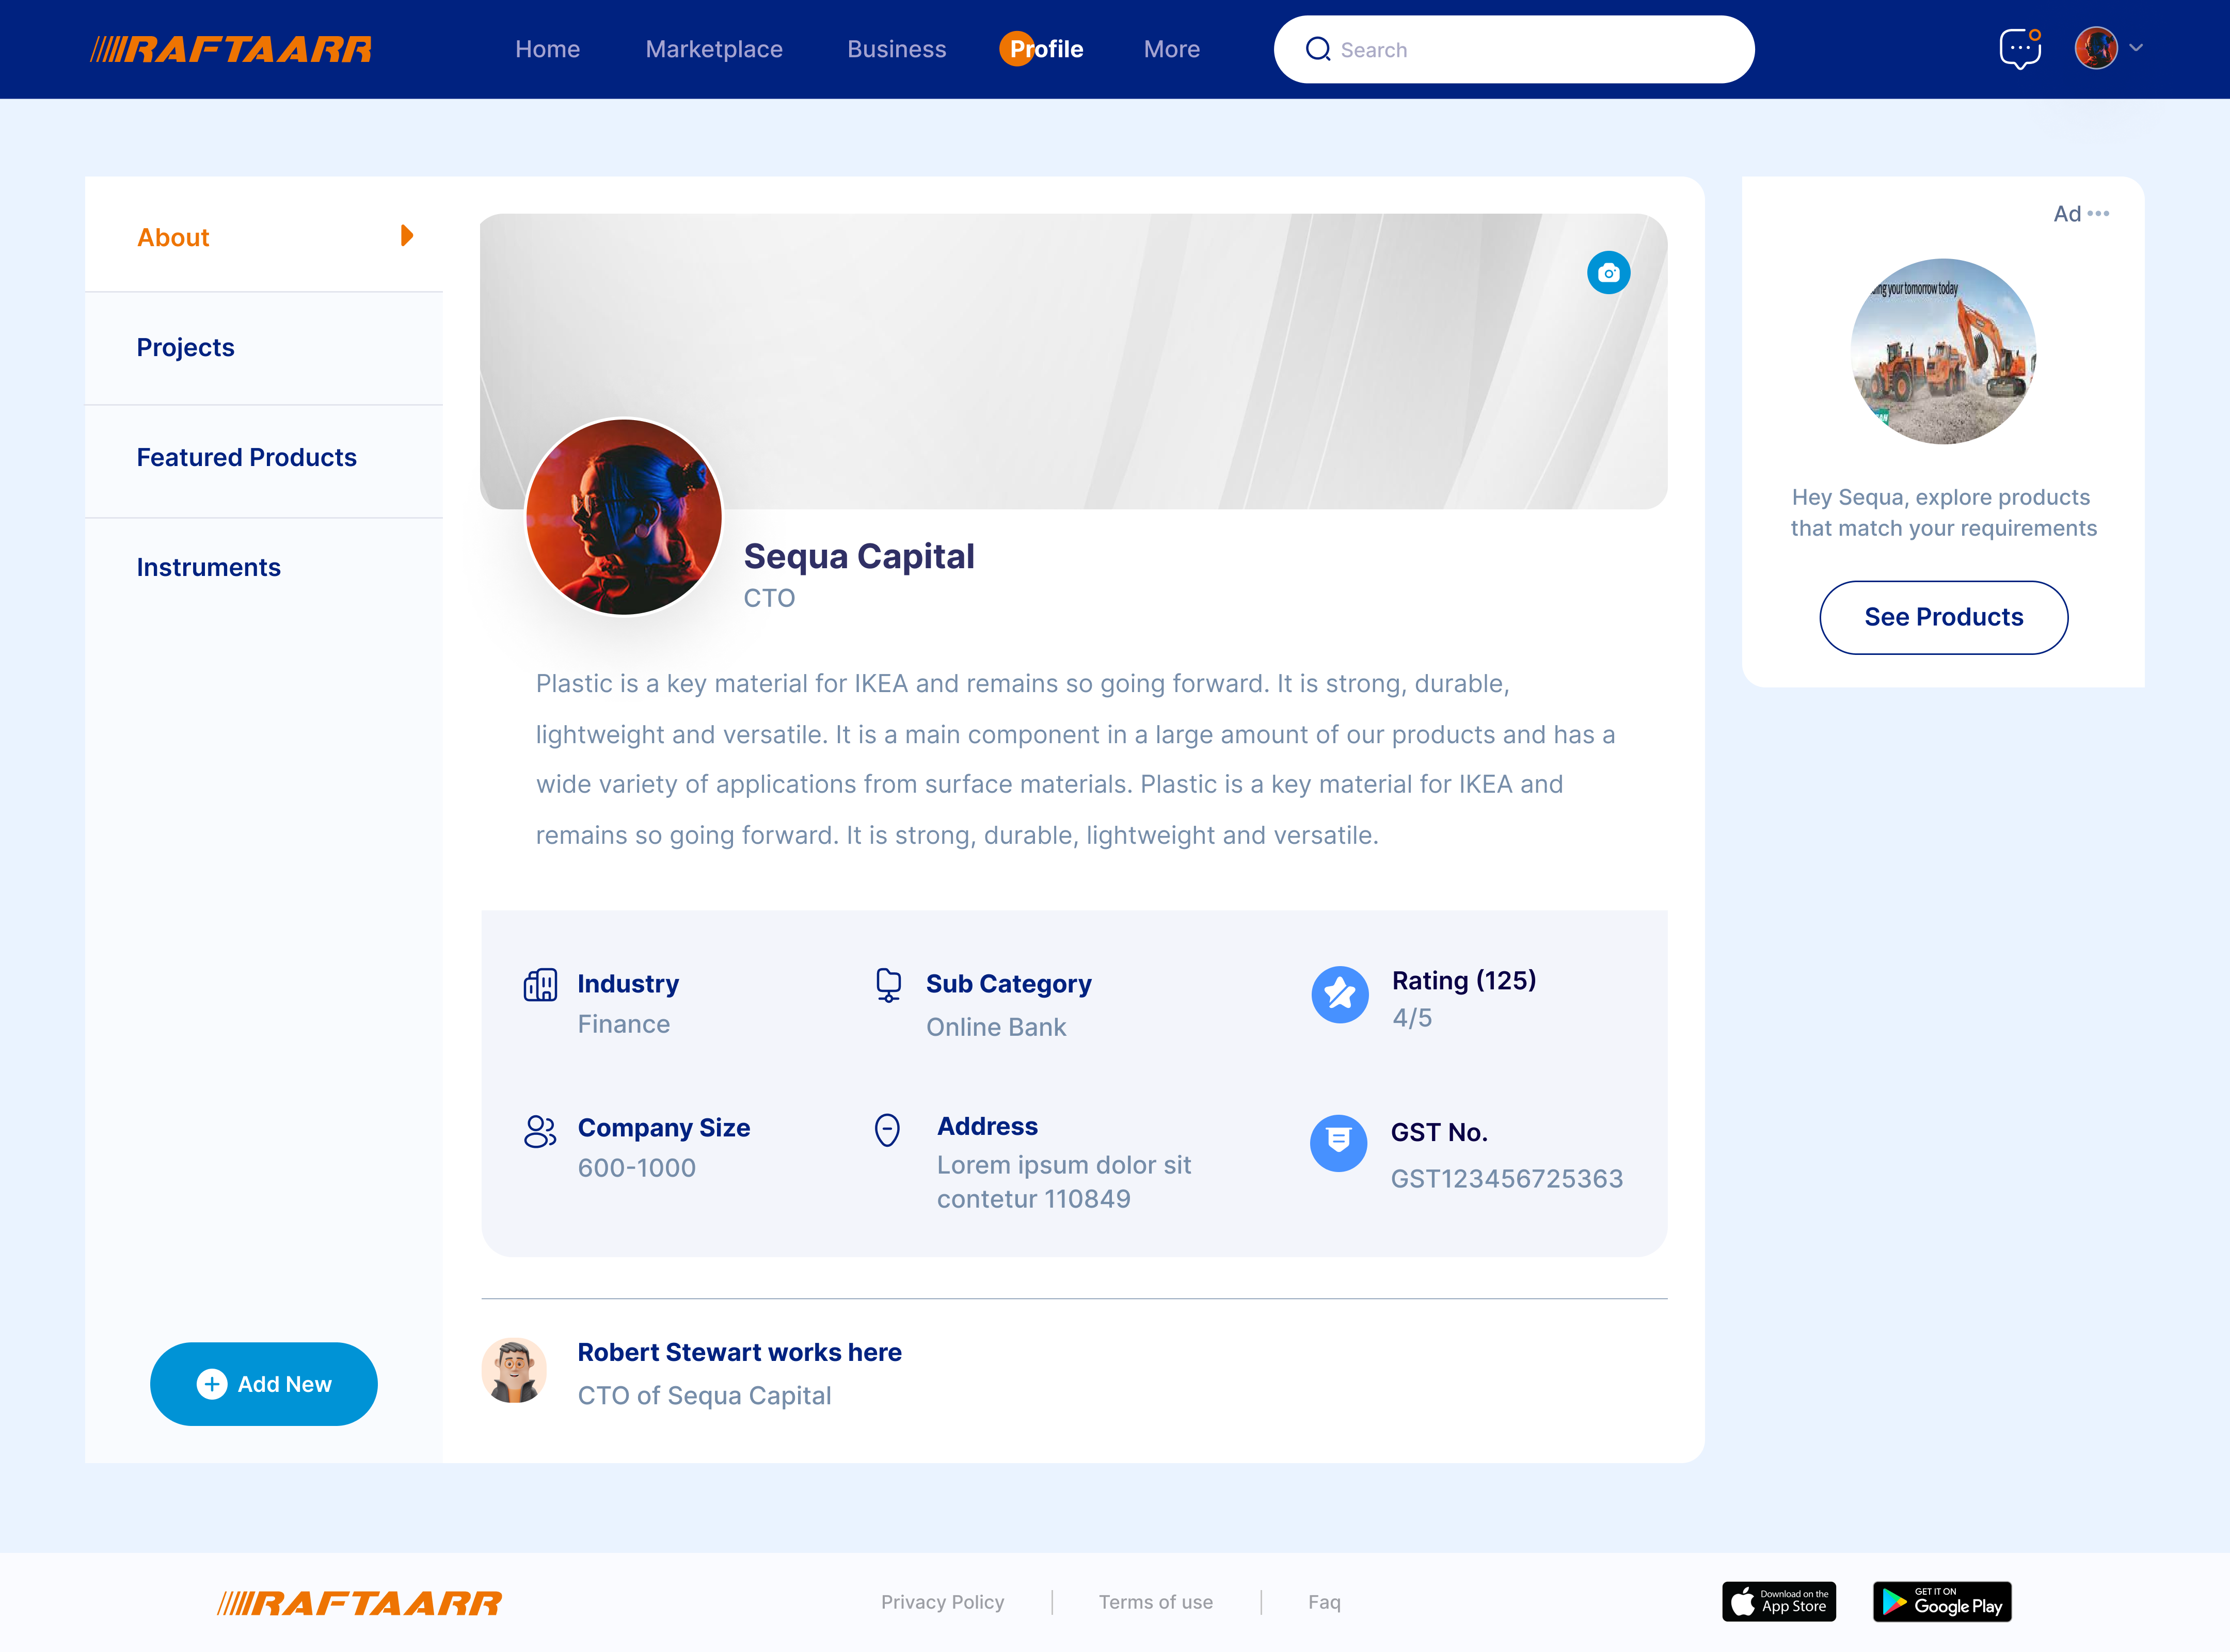 RAFTAARR
Home
Marketplace
Business
Profile
More
Search
About
Projects
Featured Products
Instruments
Add New
Sequa Capital
CTO
Plastic is a key material for IKEA and remains so going forward. It is strong, durable,
lightweight and versatile. It is a main component in a large amount of our products and has a
wide variety of applications from surface materials. Plastic is a key material for IKEA and
remains so going forward. It is strong, durable, lightweight and versatile.
Industry
Finance
Sub Category
Online Bank
Rating (125)
4/5
Company Size
600-1000
Address
Lorem ipsum dolor sit
contetur 110849
GST No.
GST123456725363
Robert Stewart works here
CTO of Sequa Capital
Ad
your tomorrow today
Hey Sequa, explore products
that match your requirements
See Products
RAFTAARR
Privacy Policy
Terms of use
Faq
Download on the
App Store
GET IT ON
Google Play